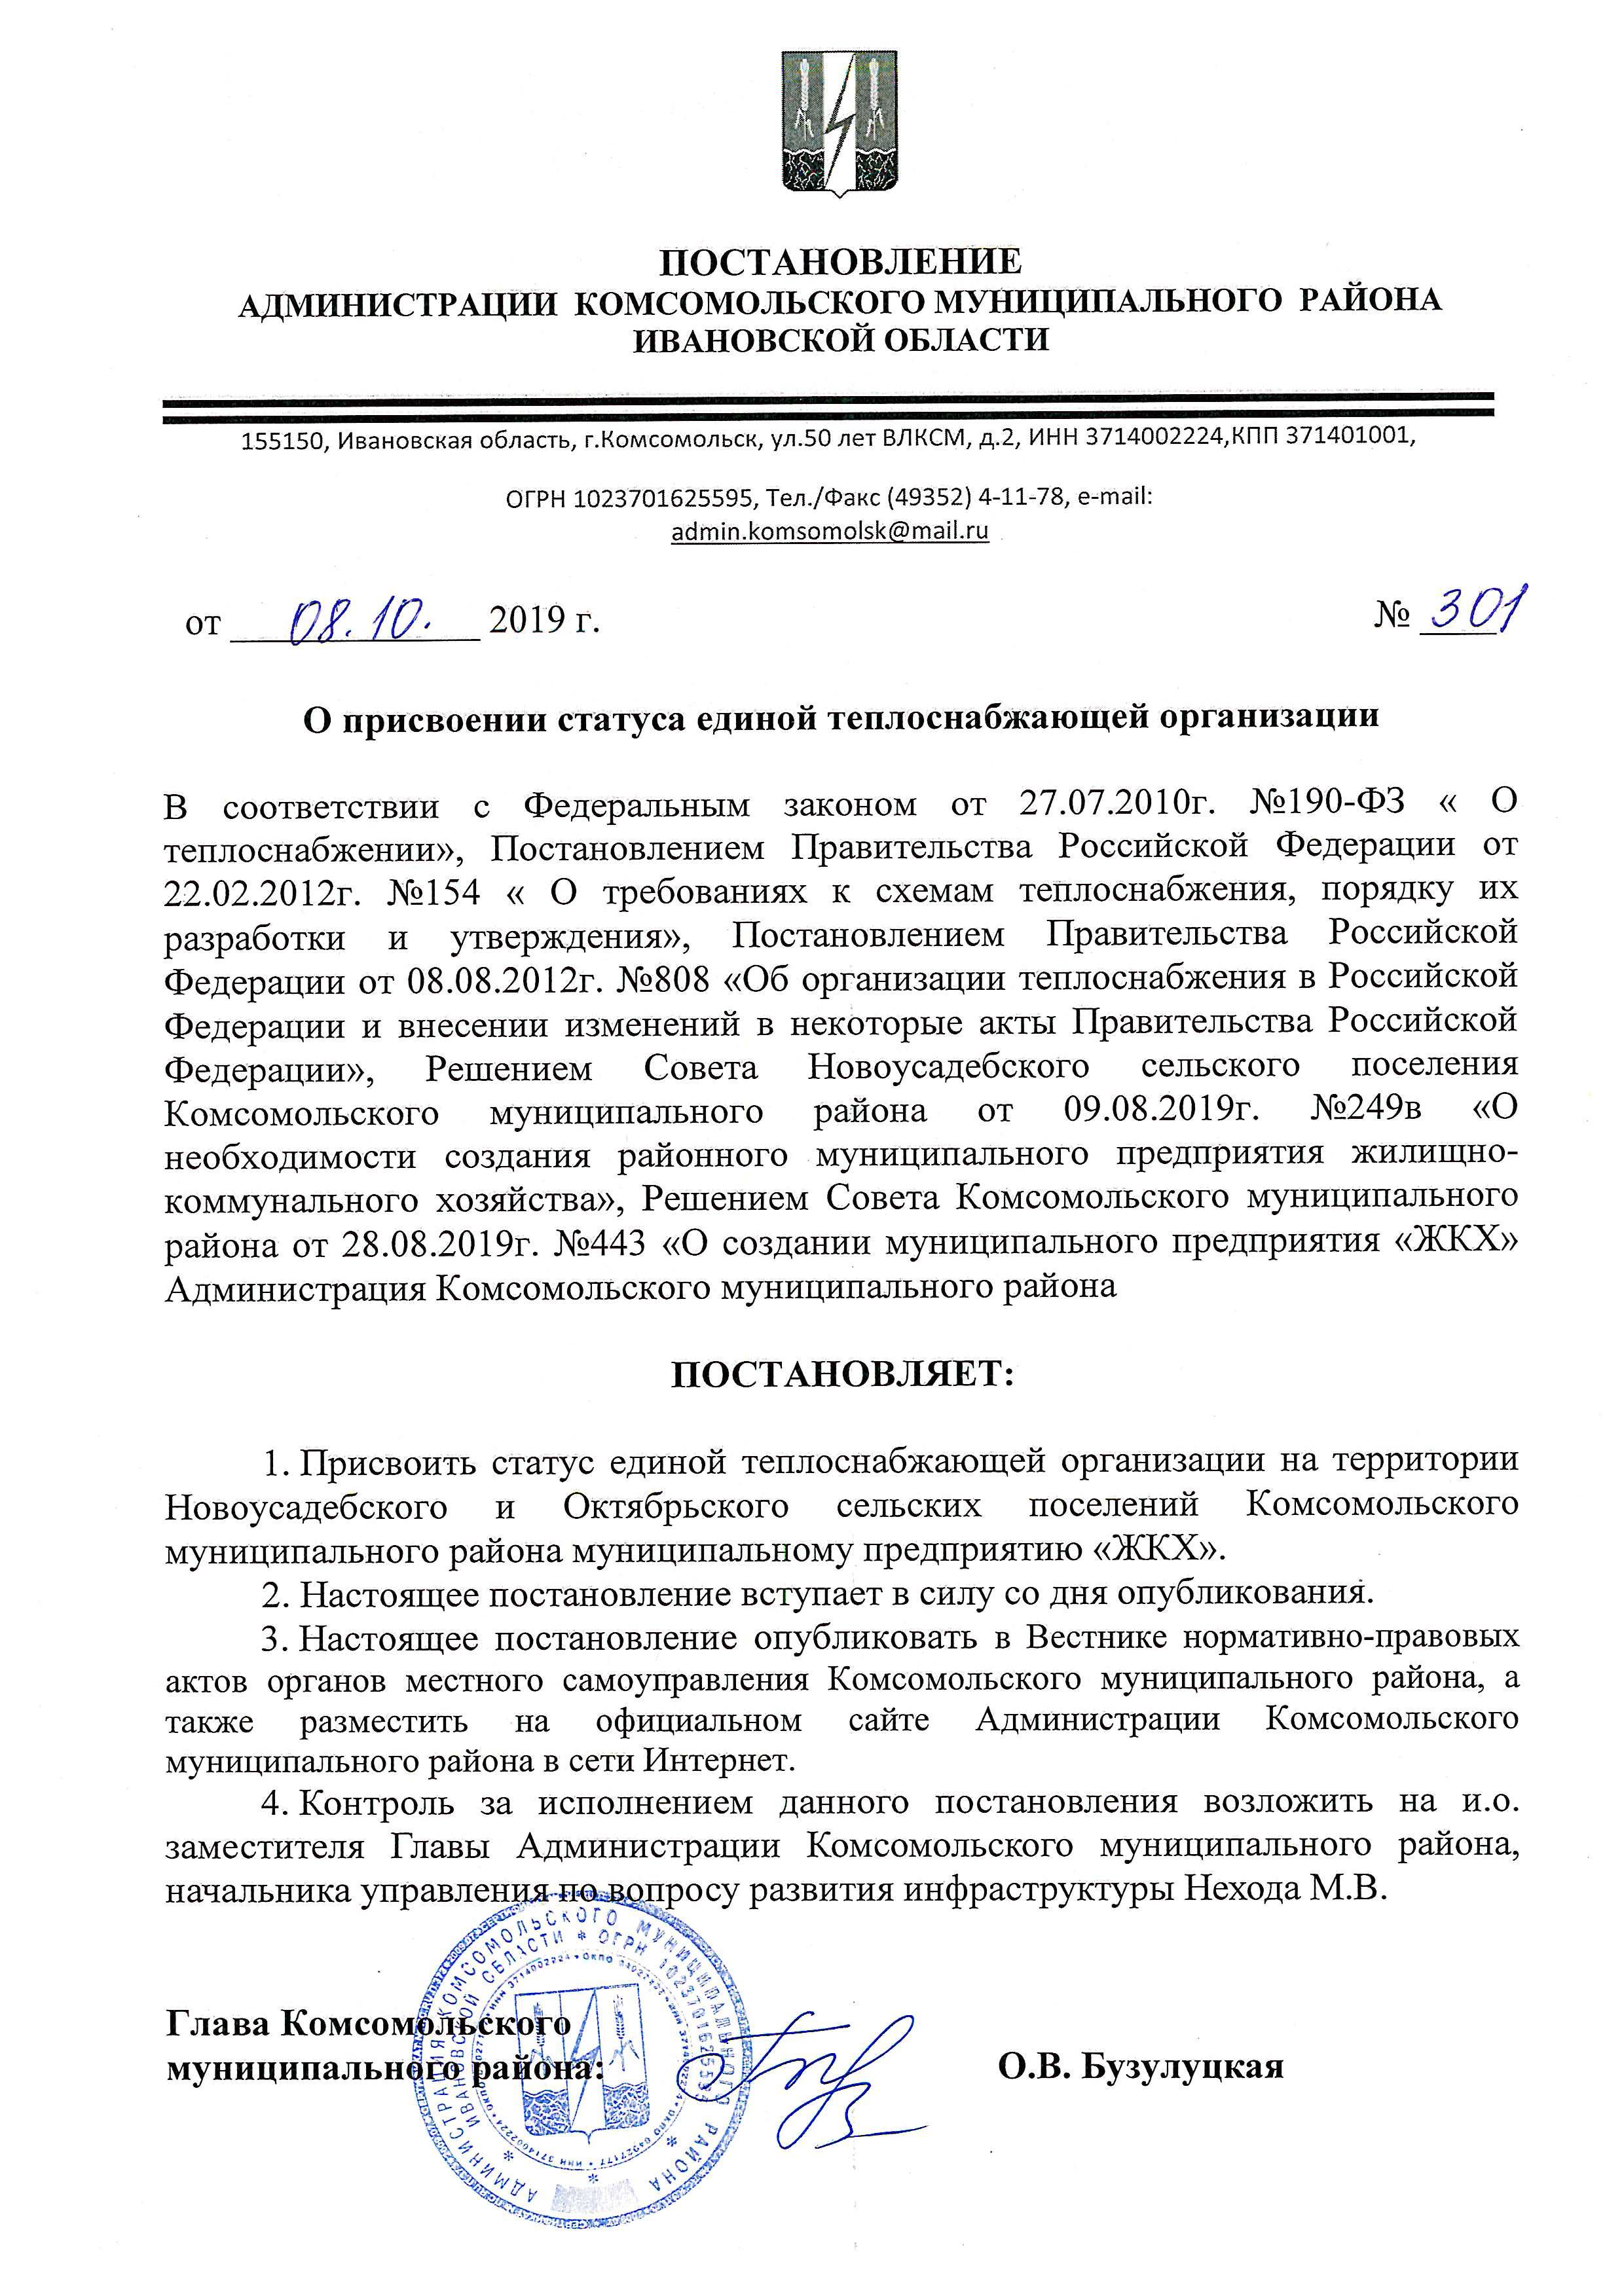 ПОСТАНОВЛЕНИЕ
АДМИНИСТРАЦИИ КОМСОМОЛЬСКОГО МУНИЦИПАЛЬНОГО РАЙОНА
ИВАНОВСКОЙ ОБЛАСТИ
155150, Ивановская область, г.Комсомольск, ул.50 лет ВЛКСМ, д.2, ИНН 3714002224,КПП 371401001,
ОГРН 1023701625595, Тел./Факс (49352) 4-11-78, e-mail:
admin.komsomolsk@mail.ru
от 08.10. 2019 г. № 301
О присвоении статуса единой теплоснабжающей организации
В соответствии с Федеральным законом от 27.07.2010г. №190-ФЗ « О
теплоснабжении», Постановлением Правительства Российской Федерации от
22.02.2012г. №154 « О требованиях к схемам теплоснабжения, порядку их
разработки и утверждения», Постановлением Правительства Российской
Федерации от 08.08.2012г. №808 «Об организации теплоснабжения в Российской
Федерации и внесении изменений в некоторые акты Правительства Российской
Федерации», Решением Совета Новоусадебского сельского поселения
Комсомольского муниципального района от 09.08.2019г. №249в «О
необходимости создания районного муниципального предприятия жилищно-
коммунального хозяйства», Решением Совета Комсомольского муниципального
района от 28.08.2019г. №443 «О создании муниципального предприятия «ЖКХ»
Администрация Комсомольского муниципального района
ПОСТАНОВЛЯЕТ:
1. Присвоить статус единой теплоснабжающей организации на территории
Новоусадебского и Октябрьского сельских поселений Комсомольского
муниципального района муниципальному предприятию «ЖКХ».
2. Настоящее постановление вступает в силу со дня опубликования.
3. Настоящее постановление опубликовать в Вестнике нормативно-правовых
актов органов местного самоуправления Комсомольского муниципального района, а
также разместить на официальном сайте Администрации Комсомольского
муниципального района в сети Интернет.
4. Контроль за исполнением данного постановления возложить на и.о.
заместителя Главы Администрации Комсомольского муниципального района,
начальника управления по вопросу развития инфраструктуры Нехода М.В.
Глава Комсомольского
муниципального района: О.В. Бузулуцкая
АДМИНИСТРАЦИЯ КОМСОМОЛЬСКОГО МУНИЦИПАЛЬНОГО РАЙОНА
ИВАНОВСКОЙ ОБЛАСТИ * ОГРН 1023701625595